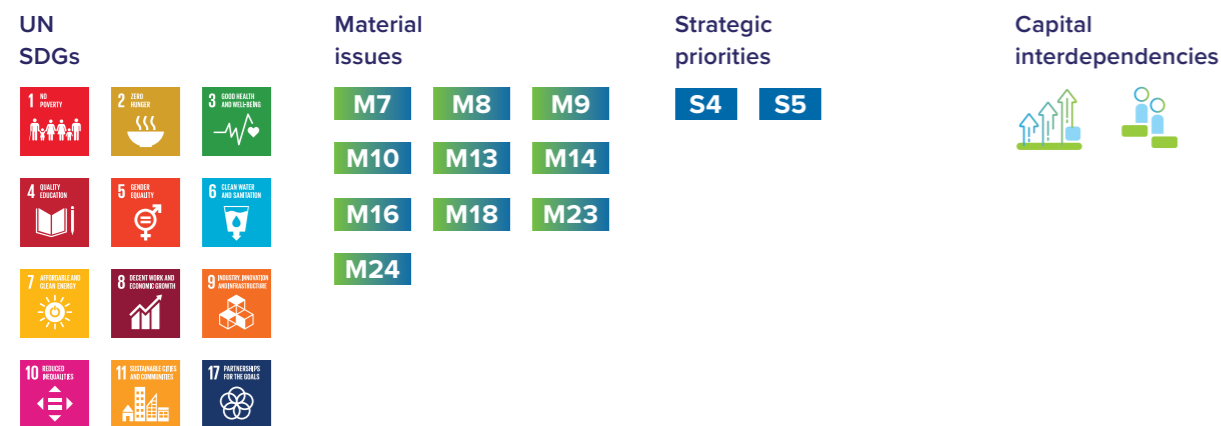 UN
SDGs
Material
issues
Strategic
priorities
Capital
interdependencies
1 NO
POVERTY
2 ZERO
HUNGER
3 GOOD HEALTH
AND WELL-BEING
M7 M8 M9
S4 S5
M10 M13 M14
4 QUALITY
EDUCATION
5 GENDER
EQUALITY
6 CLEAN WATER
AND SANITATION
M16 M18 M23
M24
7 AFFORDABLE AND
CLEAN ENERGY
8 DECENT WORK AND
ECONOMIC GROWTH
9 INDUSTRY, INNOVATION
AND INFRASTRUCTURE
10 REDUCED
INEQUALITIES
11 SUSTAINABLE CITIES
AND COMMUNITIES
17 PARTNERSHIPS
FOR THE GOALS